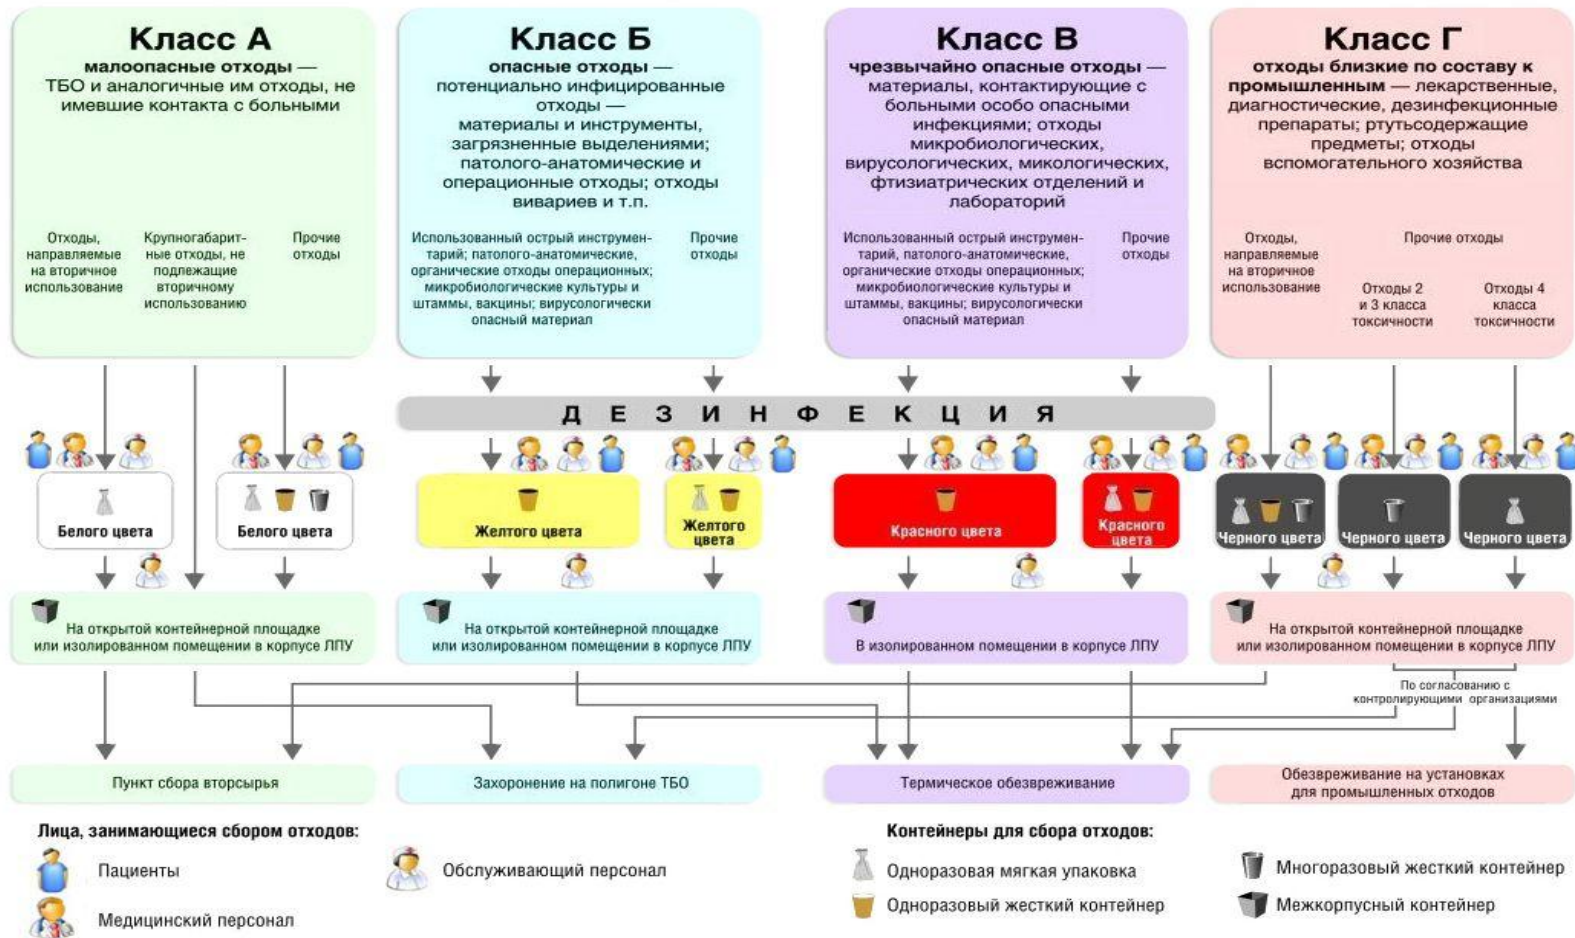 Класс А
малоопасные отходы —
ТБО и аналогичные им отходы, не
имевшие контакта с больными
Отходы,
направляемые
на вторичное
использование
Крупногабарит-
ные отходы, не
подлежащие
вторичному
использованию
Прочие
отходы
Класс Б
опасные отходы —
потенциально инфицированные
отходы —
материалы и инструменты,
загрязненные выделениями;
патолого-анатомические и
операционные отходы; отходы
вивариев и т.п.
Использованный острый инструмен-
тарий; патолого-анатомические,
органические отходы операционных;
микробиологические культуры и
штаммы, вакцины; вирусологически
опасный материал
Прочие
отходы
Класс В
чрезвычайно опасные отходы —
материалы, контактирующие с
больными особо опасными
инфекциями; отходы
микробиологических,
вирусологических, микологических,
фтизиатрических отделений и
лабораторий
Использованный острый инструмен-
тарий, патолого-анатомические,
органические отходы операционных;
микробиологические культуры и
штаммы, вакцины; вирусологически
опасный материал
Прочие
отходы
Класс Г
отходы близкие по составу к
промышленным — лекарственные,
диагностические, дезинфекционные
препараты; ртутьсодержащие
предметы; отходы
вспомогательного хозяйства
Отходы,
направляемые
на вторичное
использование
Прочие отходы
Отходы 2
и 3 класса
токсичности
Отходы 4
класса
токсичности
ДЕЗИНФЕКЦИЯ
Белого цвета
Белого цвета
Желтого цвета
Желтого
цвета
Красного цвета
Красного
цвета
Черного цвета
Черного цвета
Черного цвета
На открытой контейнерной площадке
или изолированном помещении в корпусе ЛПУ
На открытой контейнерной площадке
или изолированном помещении в корпусе ЛПУ
В изолированном помещении в корпусе ЛПУ
На открытой контейнерной площадке
или изолированном помещении в корпусе ЛПУ
По согласованию с
контролирующими организациями
Пункт сбора вторсырья
Захоронение на полигоне ТБО
Термическое обезвреживание
Обезвреживание на установках
для промышленных отходов
Лица, занимающиеся сбором отходов:
Пациенты
Медицинский персонал
Обслуживающий персонал
Контейнеры для сбора отходов:
Одноразовая мягкая упаковка
Одноразовый жесткий контейнер
Многоразовый жесткий контейнер
Межкорпусный контейнер